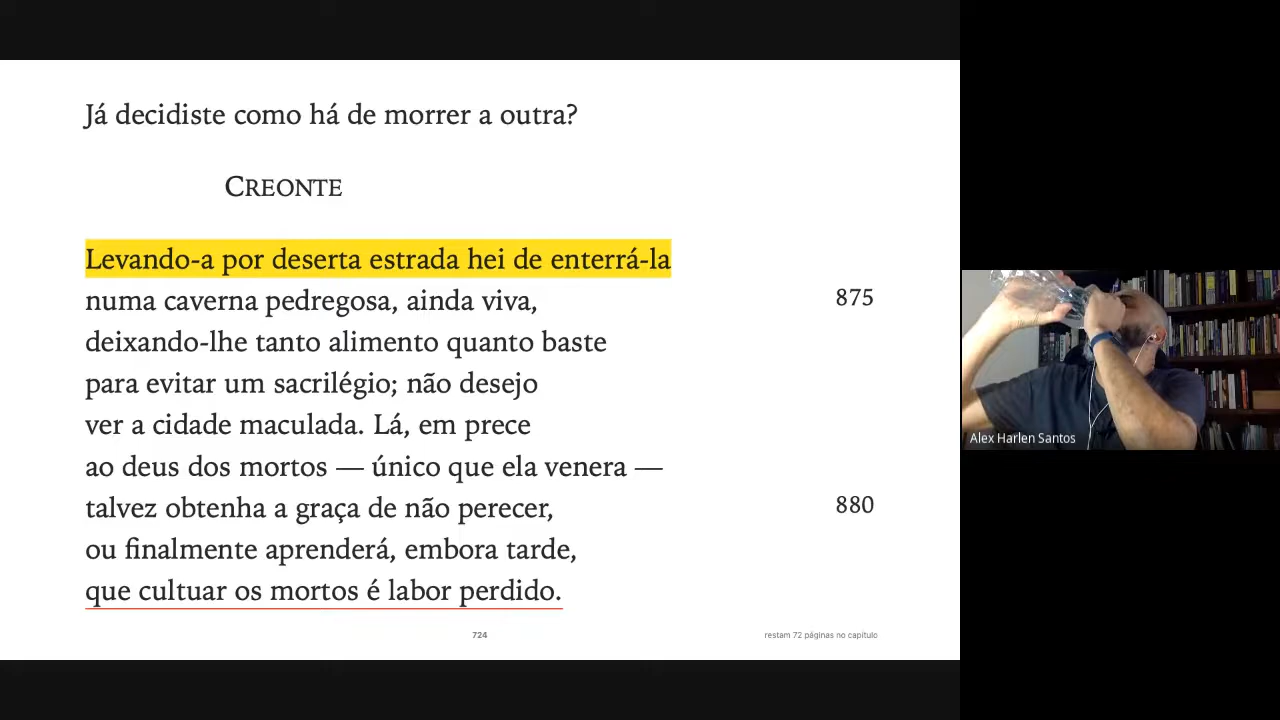 Já decidiste como há de morrer a outra?
CREONTE
Levando-a por deserta estrada hei de enterrá-la
numa caverna pedregosa, ainda viva,
875
deixando-lhe tanto alimento quanto baste
para evitar um sacrilégio; não desejo
ver a cidade maculada. Lá, em prece
ao deus dos mortos — único que ela venera —
talvez obtenha a graça de não perecer,
880
ou finalmente aprenderá, embora tarde,
que cultuar os mortos é labor perdido.
724
restam 72 páginas no capítulo
Alex Harlen Santos